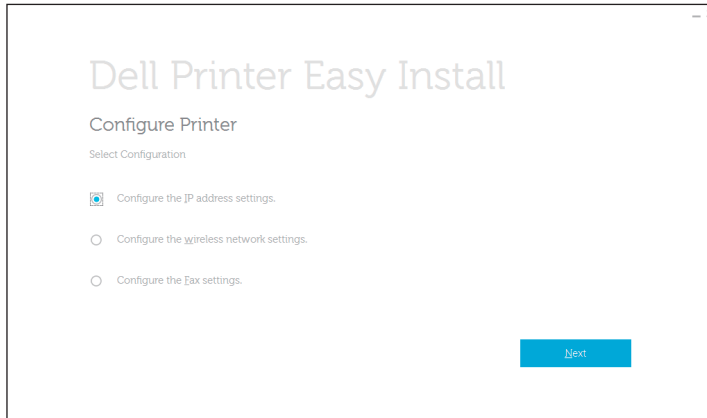 Dell Printer Easy Install
Configure Printer
Select Configuration
Configure the IP address settings.
Configure the wireless network settings.
Configure the Fax settings.
Next